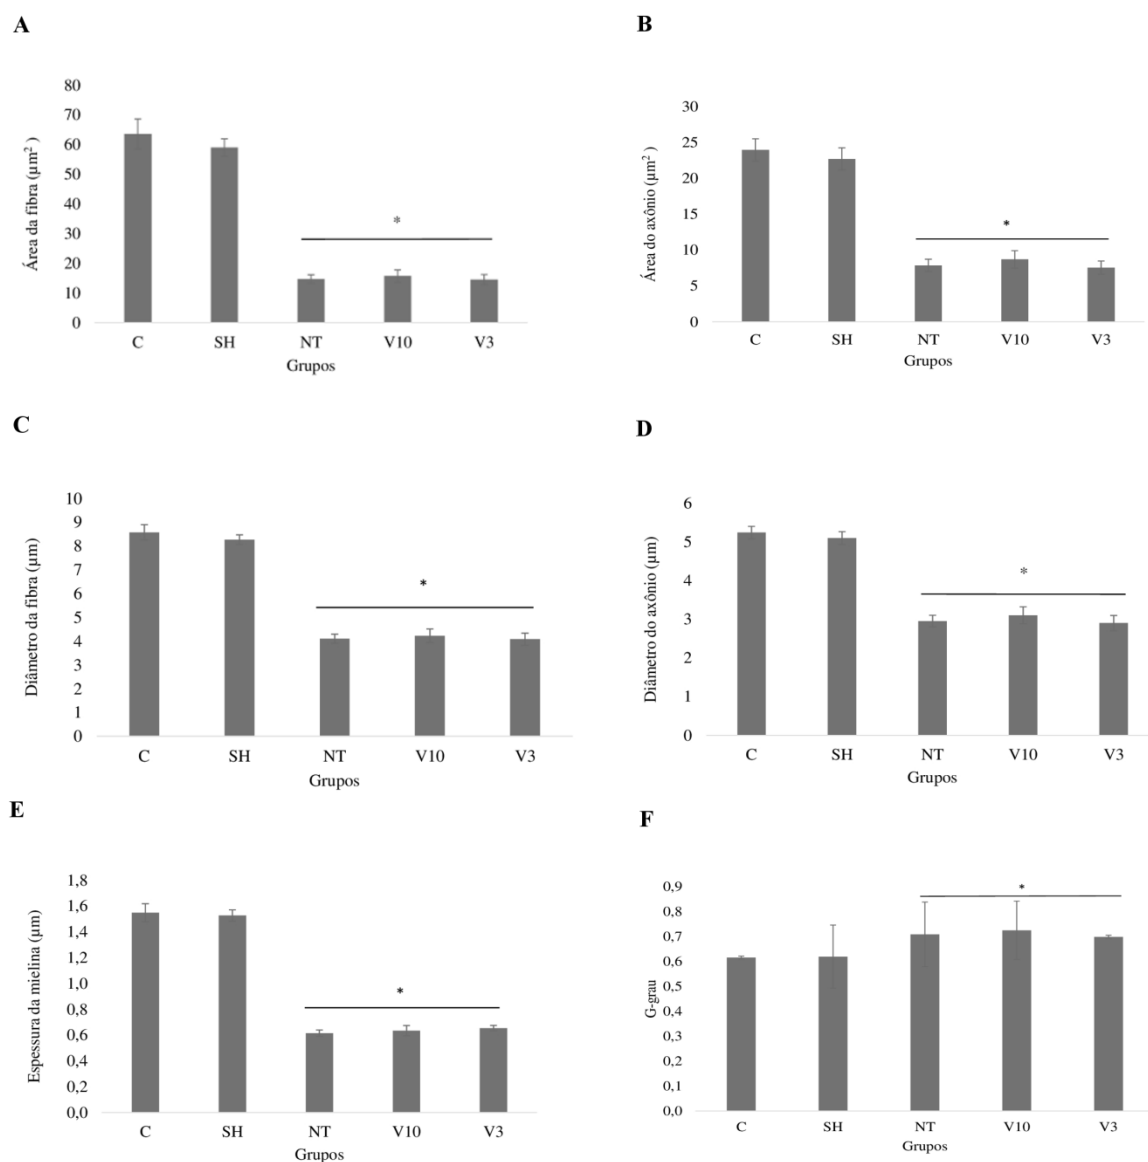 A
Área da fibra (µm² )
80
70
60
50
40
30
20
10
0
*
C SH NT V10 V3
Grupos
B
Área do axônio (µm² )
30
25
20
15
10
5
0
*
C SH NT V10 V3
Grupos
C
Diâmetro da fibra (µm)
10
9
8
7
6
5
4
3
2
1
0
*
C SH NT V10 V3
Grupos
D
Diâmetro do axônio (µm)
6
5
4
3
2
1
0
*
C SH NT V10 V3
Grupos
E
Espessura da mielina (µm)
1,8
1,6
1,4
1,2
1,0
0,8
0,6
0,4
0,2
0,0
*
C SH NT V10 V3
Grupos
F
G-grau
0,9
0,8
0,7
0,6
0,5
0,4
0,3
0,2
0,1
0,0
*
C SH NT V10 V3
Grupos